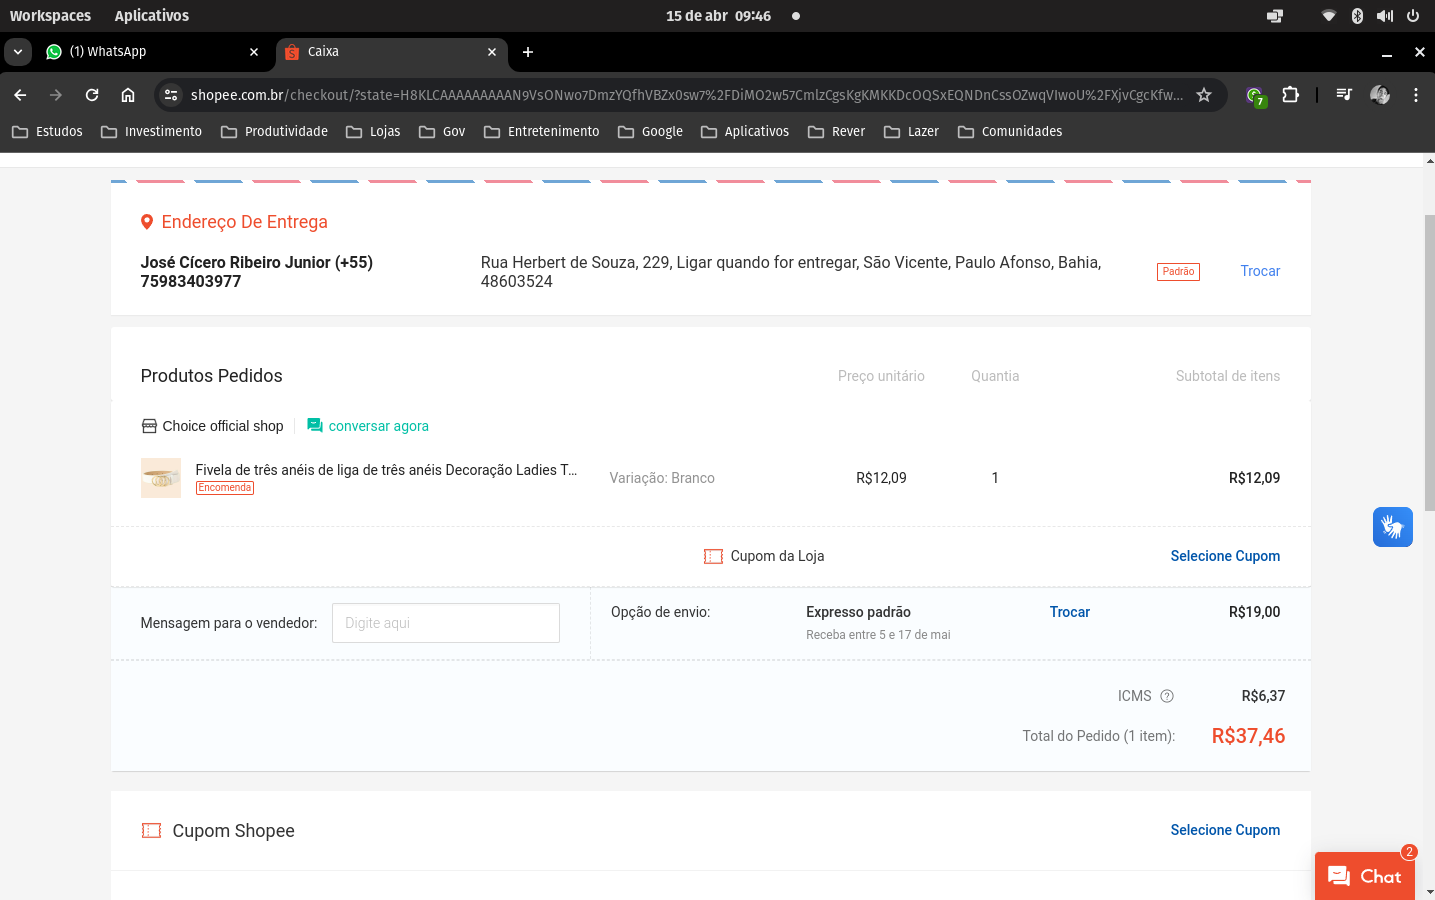 Workspaces Aplicativos 15 de abr 09:46
(1) WhatsApp Caixa
shopee.com.br/checkout/?state=H8KLCAAAAAAAAAN9VsONwo7DmzYQfhVBZx0sw7%2FDiMO2w57CmlzCgsKgKMKKDcOQSxEQNDnCssOZwqVIwoU%2FXjvCgcKfw... 7
Estudos Investimento Produtividade Lojas Gov Entretenimento Google Aplicativos Rever Lazer Comunidades
Endereço De Entrega
José Cícero Ribeiro Junior (+55)
75983403977
Rua Herbert de Souza, 229, Ligar quando for entregar, São Vicente, Paulo Afonso, Bahia,
48603524
Padrão Trocar
Produtos Pedidos Preço unitário Quantia Subtotal de itens
Choice official shop conversar agora
Fivela de três anéis de liga de três anéis Decoração Ladies T...
Encomenda
Variação: Branco R$12,09 1 R$12,09
Cupom da Loja Selecione Cupom
Mensagem para o vendedor: Digite aqui
Opção de envio: Expresso padrão Trocar R$19,00
Receba entre 5 e 17 de mai
ICMS ? R$6,37
Total do Pedido (1 item): R$37,46
Cupom Shopee Selecione Cupom
Chat 2